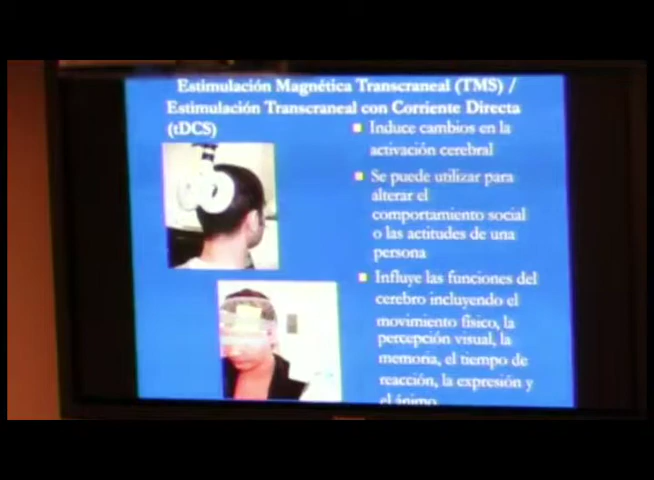 Estimulación Magnética Transcraneal (TMS) /
Estimulación Transcraneal con Corriente Directa
(tDCS)
Induce cambios en la
activación cerebral
Se puede utilizar para
alterar el
comportamiento social
o las actitudes de una
persona
Influye las funciones del
cerebro incluyendo el
movimiento físico, la
percepción visual, la
memoria, el tiempo de
reacción, la expresión y
el ánimo